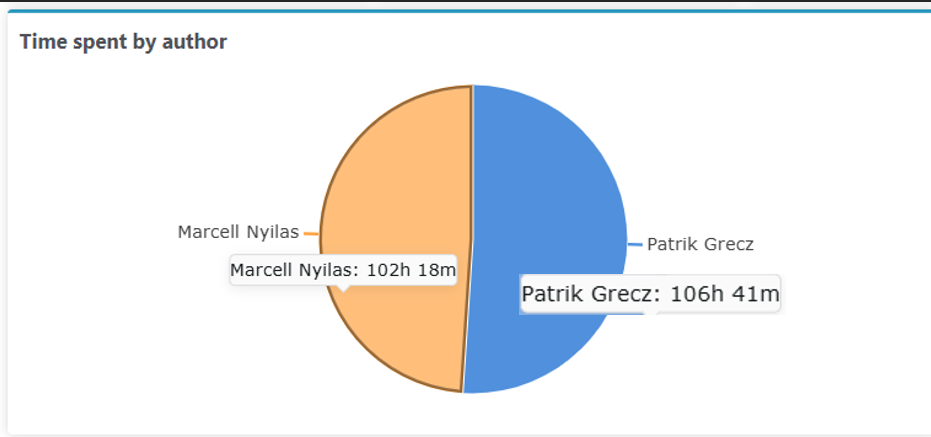 Time spent by author
Marcell Nyilas
Patrik Grecz
Marcell Nyilas: 102h 18m
Patrik Grecz: 106h 41m